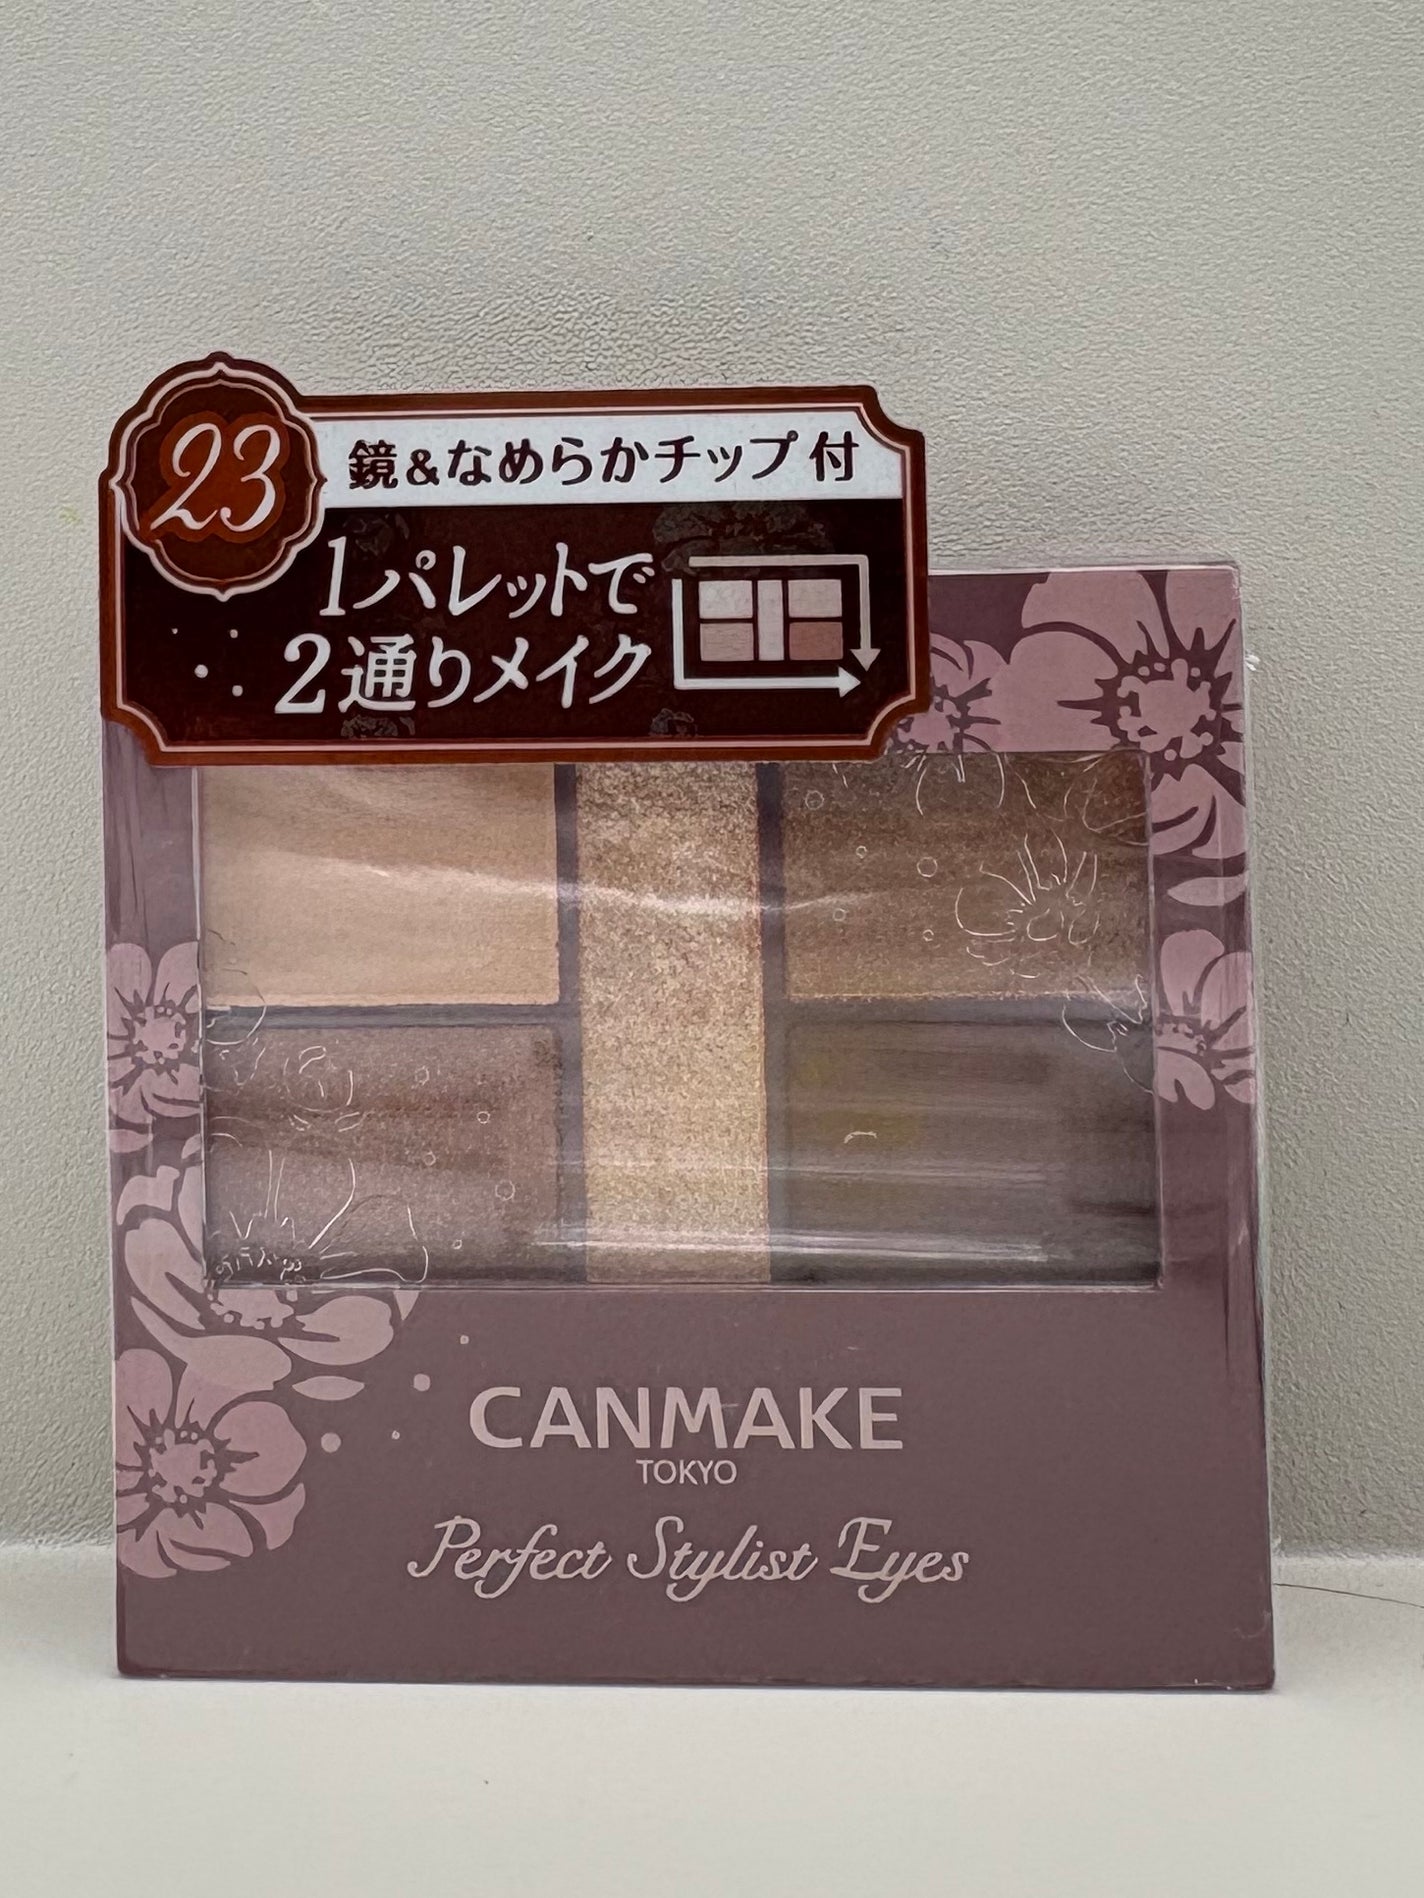 23
鏡&なめらかチップ付
1パレットで
2通りメイク
CANMAKE
TOKYO
Perfect Stylist Eyes